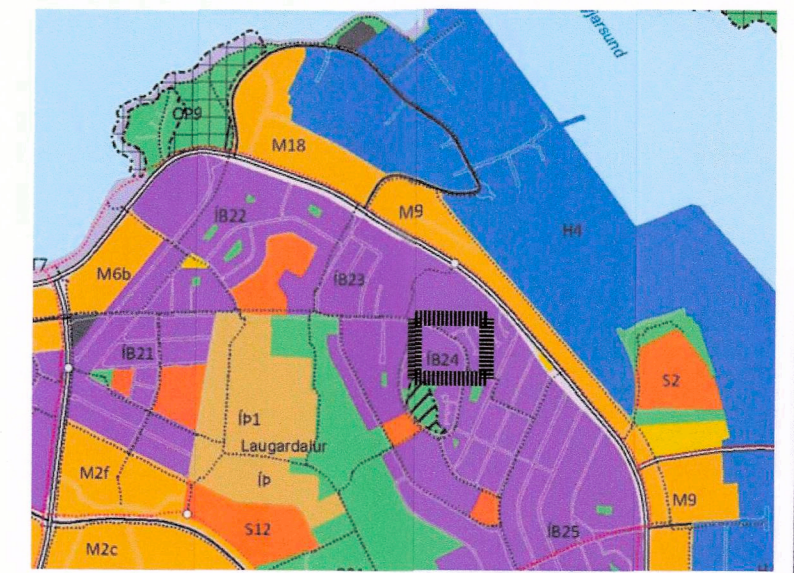 OP9
M18
ÍB22
M9
H4
ÍB23
M6b
ÍB21
ÍB24
S2
ÍÞ1
Laugardalur
M2f
ÍÞ
M9
S12
ÍB25
M2c